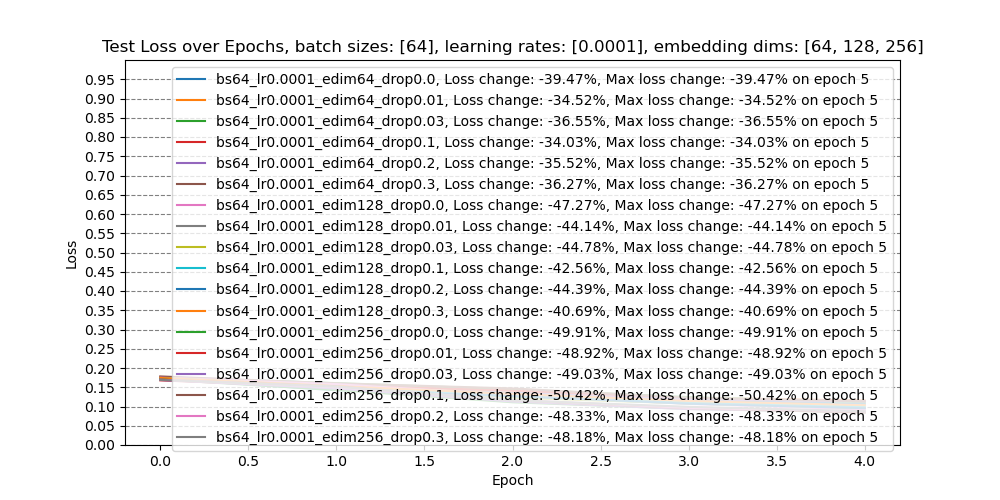 Test Loss over Epochs, batch sizes: [64], learning rates: [0.0001], embedding dims: [64, 128, 256]
0.95
0.90
0.85
0.80
0.75
0.70
0.65
0.60
0.55
0.50
0.45
0.40
0.35
0.30
0.25
0.20
0.15
0.10
0.05
0.00
Loss
bs64_lr0.0001_edim64_drop0.0, Loss change: -39.47%, Max loss change: -39.47% on epoch 5
bs64_lr0.0001_edim64_drop0.01, Loss change: -34.52%, Max loss change: -34.52% on epoch 5
bs64_lr0.0001_edim64_drop0.03, Loss change: -36.55%, Max loss change: -36.55% on epoch 5
bs64_lr0.0001_edim64_drop0.1, Loss change: -34.03%, Max loss change: -34.03% on epoch 5
bs64_lr0.0001_edim64_drop0.2, Loss change: -35.52%, Max loss change: -35.52% on epoch 5
bs64_lr0.0001_edim64_drop0.3, Loss change: -36.27%, Max loss change: -36.27% on epoch 5
bs64_lr0.0001_edim128_drop0.0, Loss change: -47.27%, Max loss change: -47.27% on epoch 5
bs64_lr0.0001_edim128_drop0.01, Loss change: -44.14%, Max loss change: -44.14% on epoch 5
bs64_lr0.0001_edim128_drop0.03, Loss change: -44.78%, Max loss change: -44.78% on epoch 5
bs64_lr0.0001_edim128_drop0.1, Loss change: -42.56%, Max loss change: -42.56% on epoch 5
bs64_lr0.0001_edim128_drop0.2, Loss change: -44.39%, Max loss change: -44.39% on epoch 5
bs64_lr0.0001_edim128_drop0.3, Loss change: -40.69%, Max loss change: -40.69% on epoch 5
bs64_lr0.0001_edim256_drop0.0, Loss change: -49.91%, Max loss change: -49.91% on epoch 5
bs64_lr0.0001_edim256_drop0.01, Loss change: -48.92%, Max loss change: -48.92% on epoch 5
bs64_lr0.0001_edim256_drop0.03, Loss change: -49.03%, Max loss change: -49.03% on epoch 5
bs64_lr0.0001_edim256_drop0.1, Loss change: -50.42%, Max loss change: -50.42% on epoch 5
bs64_lr0.0001_edim256_drop0.2, Loss change: -48.33%, Max loss change: -48.33% on epoch 5
bs64_lr0.0001_edim256_drop0.3, Loss change: -48.18%, Max loss change: -48.18% on epoch 5
0.0 0.5 1.0 1.5 2.0 2.5 3.0 3.5 4.0
Epoch